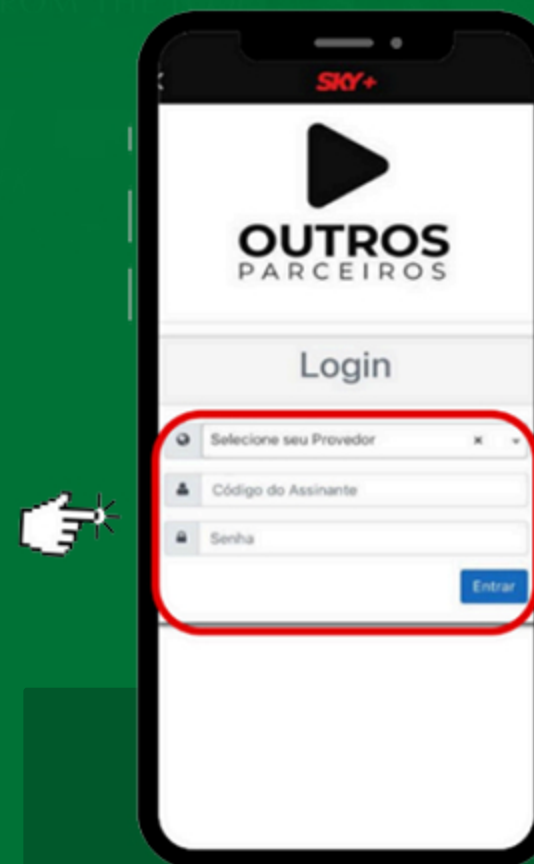 SKY+
OUTROS
PARCEIROS
Login
Selecione seu Provedor
Código do Assinante
Senha
Entrar